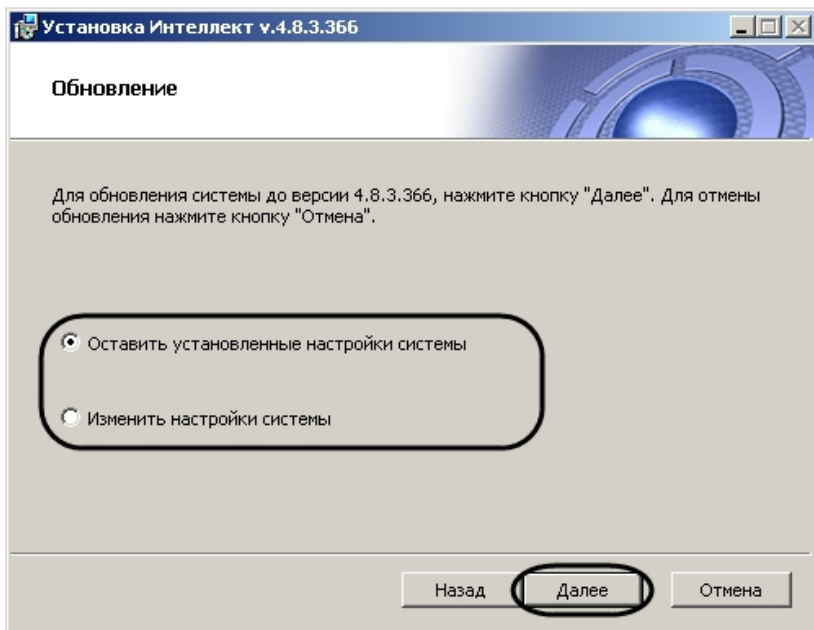 Установка Интеллект v.4.8.3.366
Обновление
Для обновления системы до версии 4.8.3.366, нажмите кнопку "Далее". Для отмены
обновления нажмите кнопку "Отмена".
Оставить установленные настройки системы
Изменить настройки системы
Назад Далее Отмена